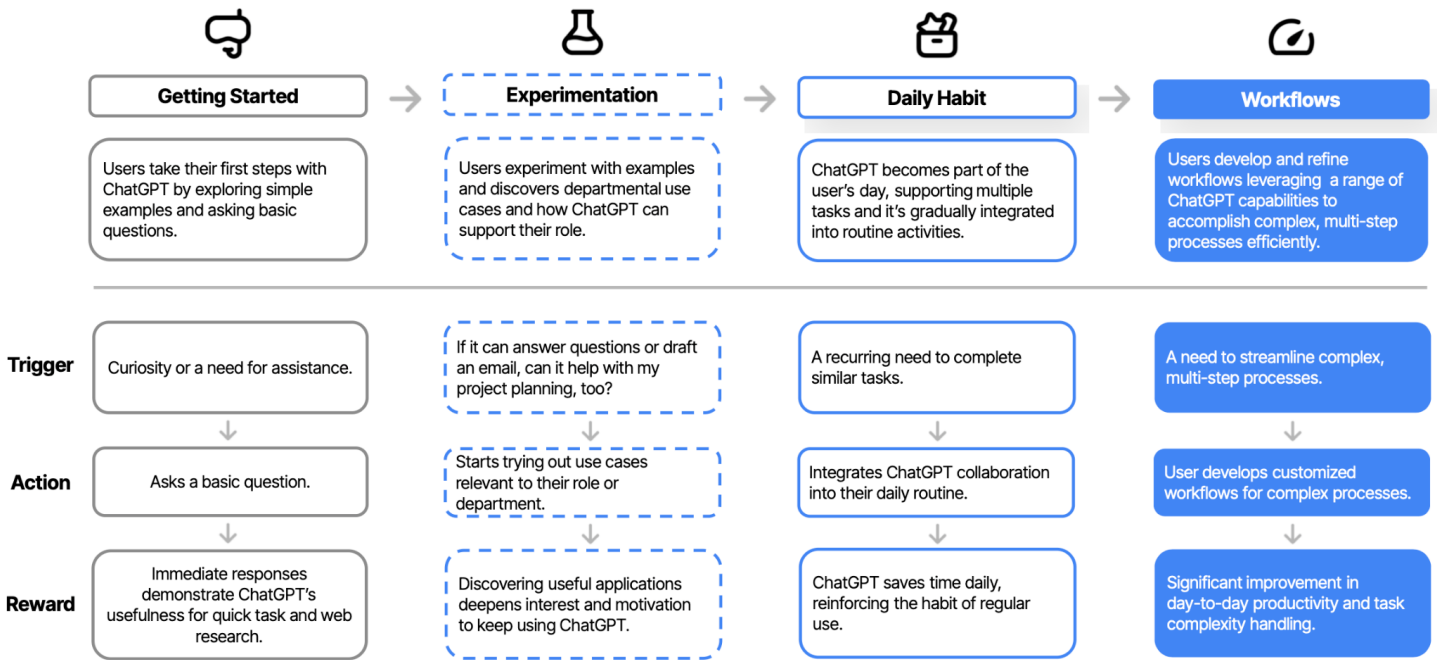 Getting Started
Experimentation
Daily Habit
Workflows
Users take their first steps with
ChatGPT by exploring simple
examples and asking basic
questions.
Users experiment with examples
and discovers departmental use
cases and how ChatGPT can
support their role.
ChatGPT becomes part of the
user's day, supporting multiple
tasks and it's gradually integrated
into routine activities.
Users develop and refine
workflows leveraging a range of
ChatGPT capabilities to
accomplish complex, multi-step
processes efficiently.
Trigger
Curiosity or a need for assistance.
If it can answer questions or draft
an email, can it help with my
project planning, too?
A recurring need to complete
similar tasks.
A need to streamline complex,
multi-step processes.
Action
Asks a basic question.
Starts trying out use cases
relevant to their role or
department.
Integrates ChatGPT collaboration
into their daily routine.
User develops customized
workflows for complex processes.
Reward
Immediate responses
demonstrate ChatGPT's
usefulness for quick task and web
research.
Discovering useful applications
deepens interest and motivation
to keep using ChatGPT.
ChatGPT saves time daily,
reinforcing the habit of regular
use.
Significant improvement in
day-to-day productivity and task
complexity handling.